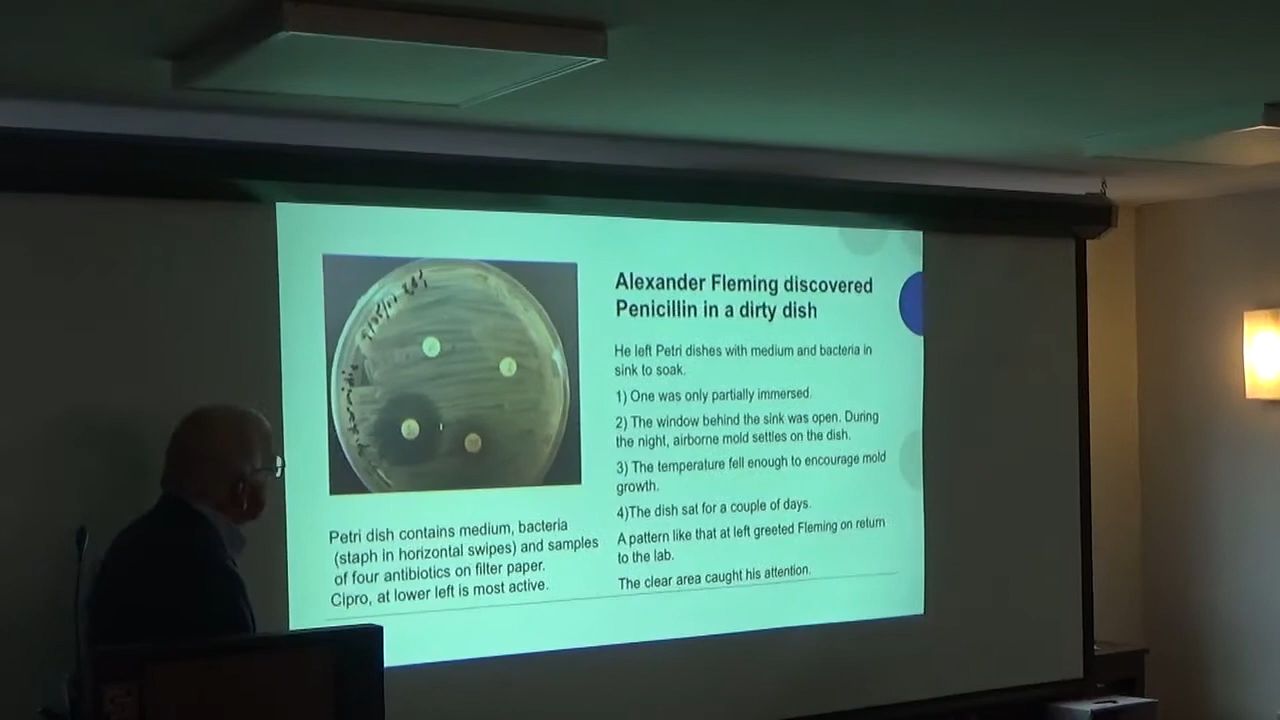 Alexander Fleming discovered
Penicillin in a dirty dish
He left Petri dishes with medium and bacteria in
sink to soak.
1) One was only partially immersed.
2) The window behind the sink was open. During
the night, airborne mold settles on the dish.
3) The temperature fell enough to encourage mold
growth.
4)The dish sat for a couple of days.
A pattern like that at left greeted Fleming on return
to the lab.
The clear area caught his attention.
Petri dish contains medium, bacteria
(staph in horizontal swipes) and samples
of four antibiotics on filter paper.
Cipro, at lower left is most active.